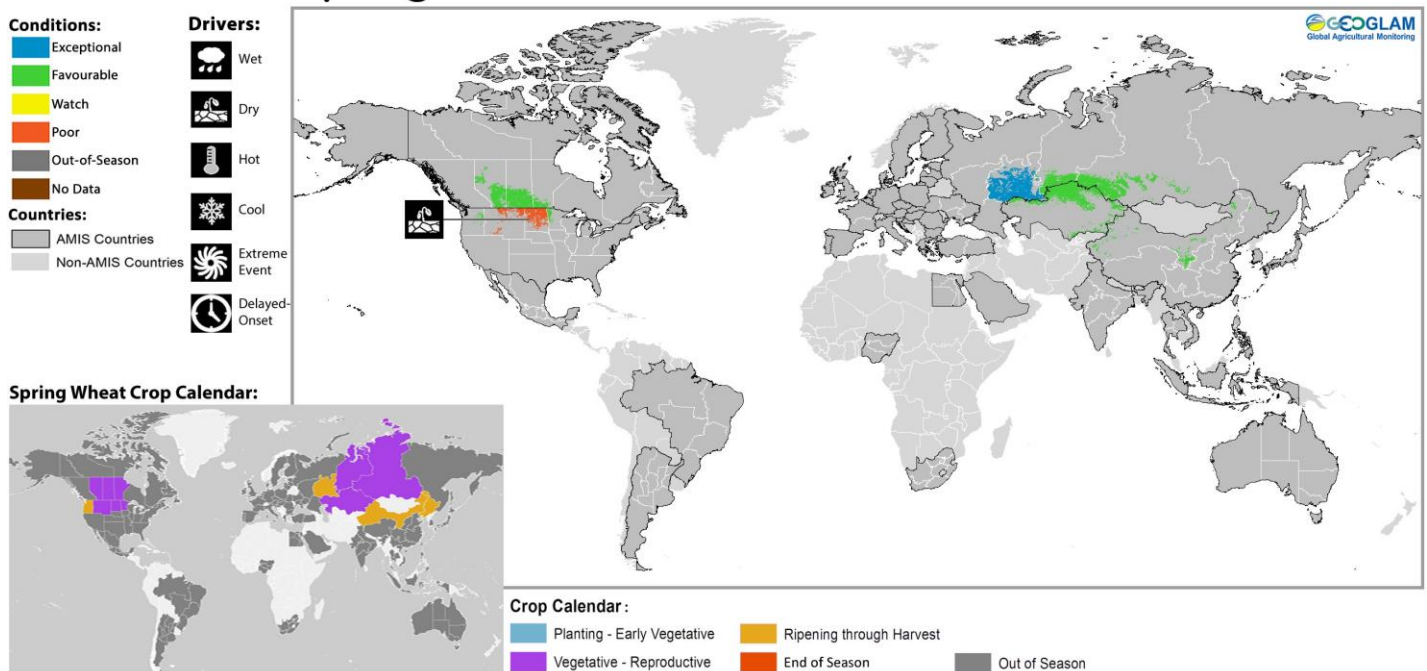 Conditions:
Exceptional
Favourable
Watch
Poor
Out-of-Season
No Data
Countries:
AMIS Countries
Non-AMIS Countries
Drivers:
Wet
Dry
Hot
Cool
Extreme
Event
Delayed-
Onset
GEOGLAM
Global Agricultural Monitoring
Spring Wheat Crop Calendar:
Crop Calendar :
Planting - Early Vegetative
Vegetative - Reproductive
Ripening through Harvest
End of Season
Out of Season